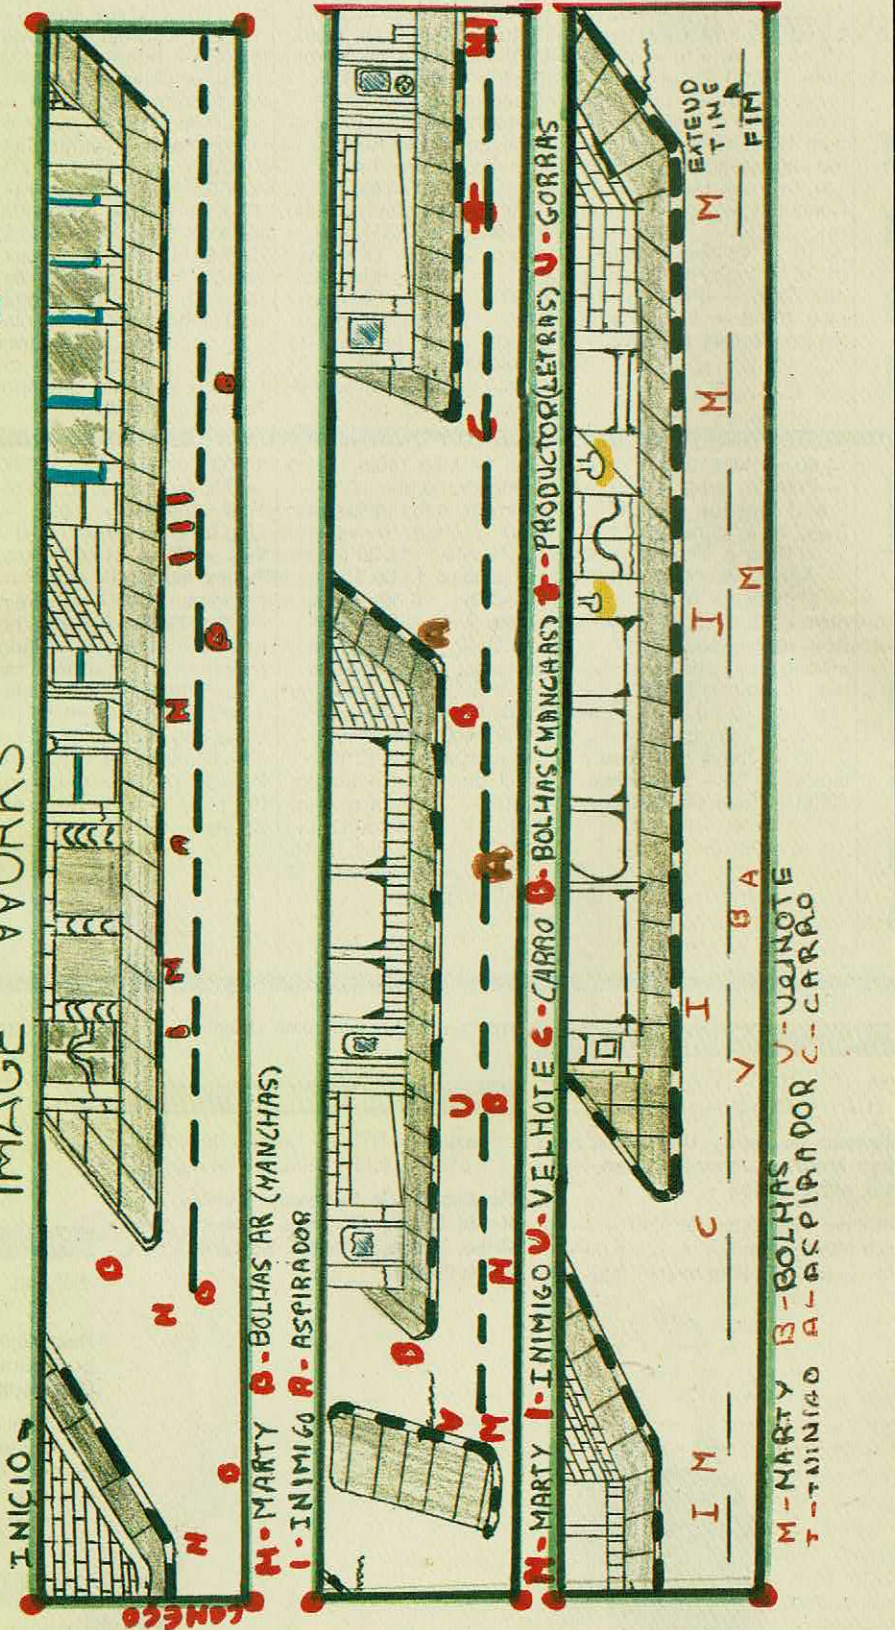 IMAGE WORKS
INICIO
COMEÇO
M I M A M I I I
M B M B B B B
M-MARTY B-BOLHAS AR (MANCHAS)
I-INIMIGO A-ASPIRADOR
V M B M U B A B A C + M
M-MARTY I-INIMIGO U-VELHOTE C-CARRO B-BOLHAS(MANCHAS) +-PRODUCTOR(LETRAS) U-GORRAS
I M C I I M M
V B A M
EXTEUD
TIME
FIM
M-MARTY B-BOLHAS V-VELHOTE
I-INIMIGO A-ASPIRADOR C-CARRO